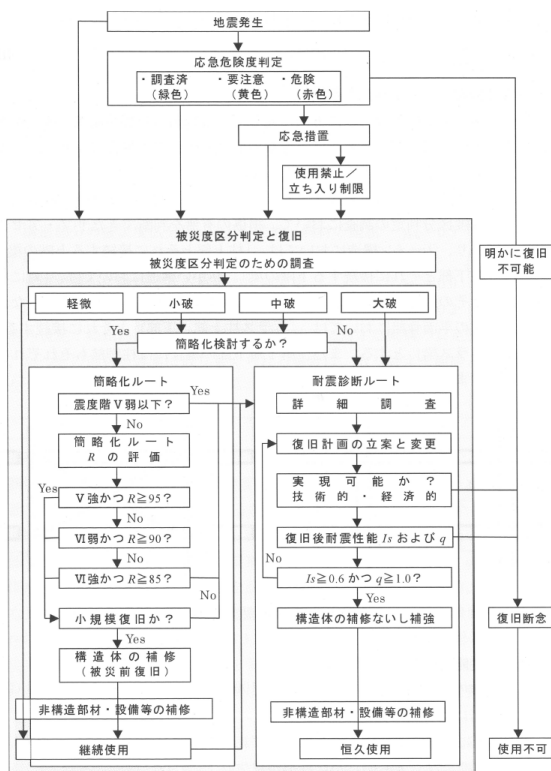 地震発生
応急危険度判定
・調査済　・要注意　・危険
（緑色）　（黄色）　（赤色）
応急措置
使用禁止／
立ち入り制限
被災度区分判定と復旧
明かに復旧
不可能
被災度区分判定のための調査
軽微　小破　中破　大破
Yes　No
簡略化検討するか？
簡略化ルート
耐震診断ルート
Yes
震度階Ⅴ弱以下？
詳細調査
No
簡略化ルート
Rの評価
復旧計画の立案と変更
実現可能か？
技術的・経済的
Yes
Ⅴ強かつR≧95？
No
Ⅵ弱かつR≧90？
復旧後耐震性能Isおよびq
No
No
Ⅵ強かつR≧85？
Is≧0.6かつq≧1.0？
No
Yes
小規模復旧か？
構造体の補修ないし補強
復旧断念
Yes
構造体の補修
（被災前復旧）
非構造部材・設備等の補修
非構造部材・設備等の補修
継続使用
恒久使用
使用不可